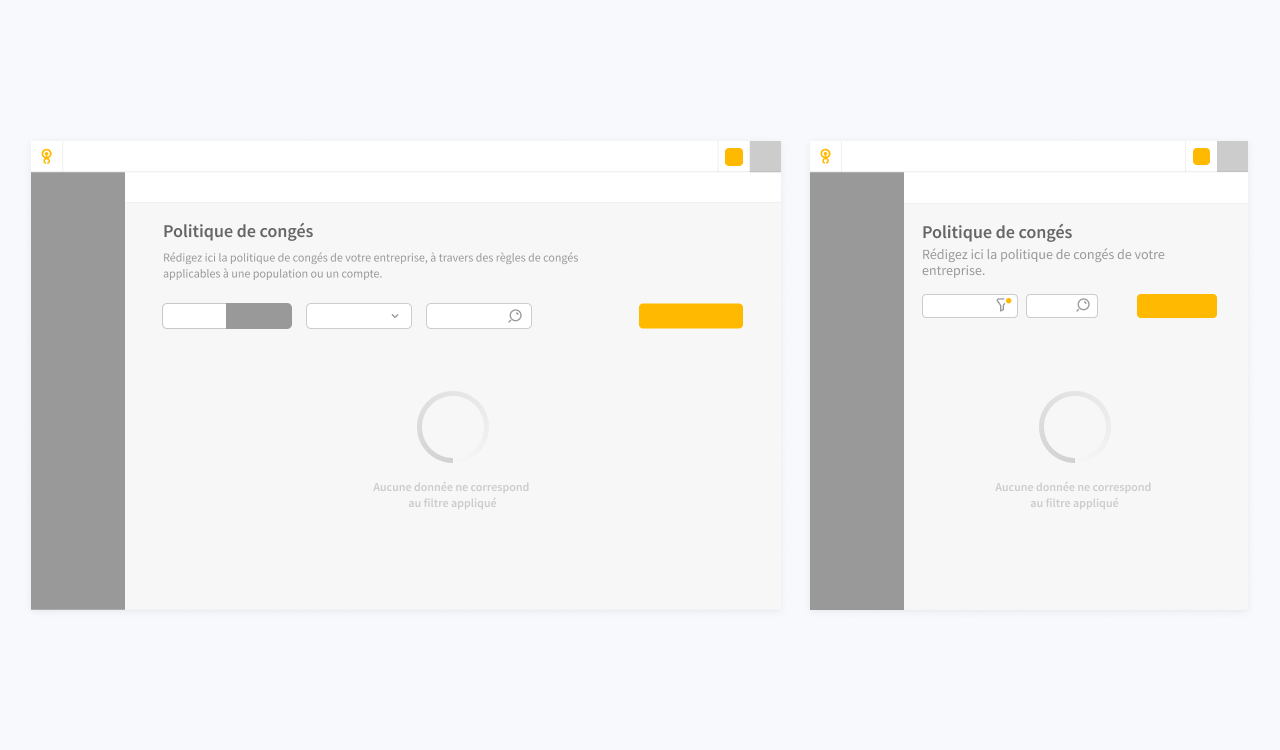 Politique de congés
Rédigez ici la politique de congés de votre entreprise, à travers des règles de congés
applicables à une population ou un compte.
Aucune donnée ne correspond
au filtre appliqué
Politique de congés
Rédigez ici la politique de congés de votre
entreprise.
Aucune donnée ne correspond
au filtre appliqué